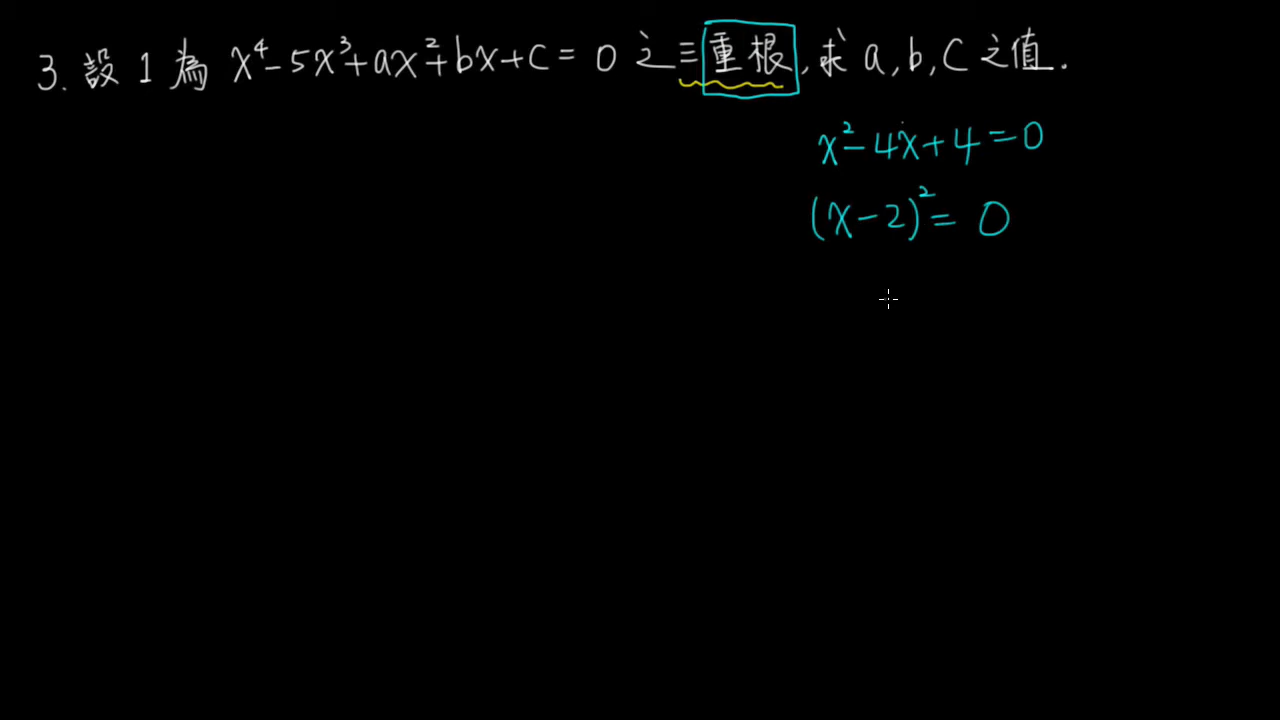 3. 設 1 為 x⁴-5x³+ax²+bx+c=0 之三重根,求 a,b,c 之值.
x²-4x+4=0
(x-2)²=0